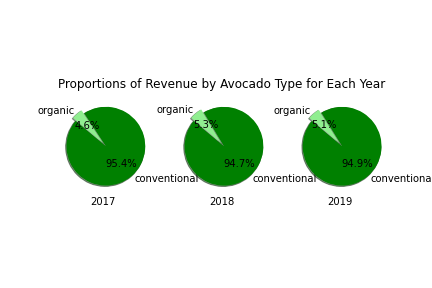 Proportions of Revenue by Avocado Type for Each Year
organic
4.6%
95.4%
conventional
2017
organic
5.3%
94.7%
conventional
2018
organic
5.1%
94.9%
conventiona
2019